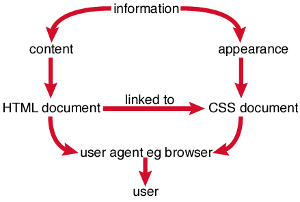 information
content
appearance
linked to
HTML document
CSS document
user agent eg browser
user